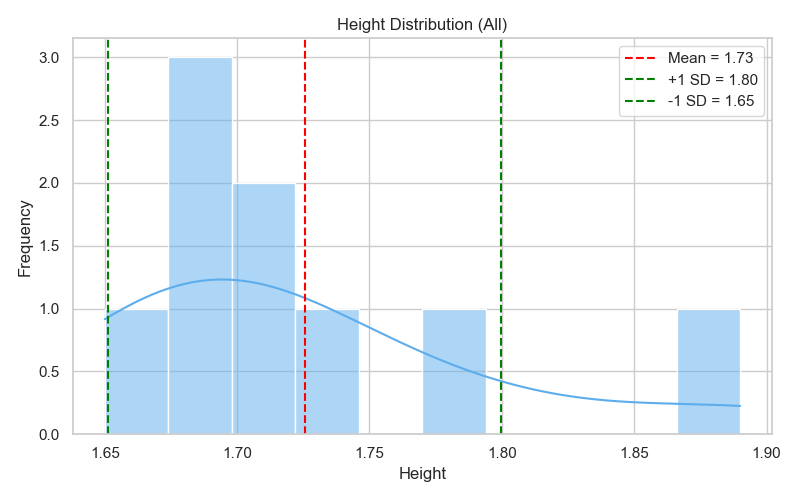 Height Distribution (All)
Mean = 1.73
+1 SD = 1.80
-1 SD = 1.65
Frequency
3.0
2.5
2.0
1.5
1.0
0.5
0.0
1.65 1.70 1.75 1.80 1.85 1.90
Height